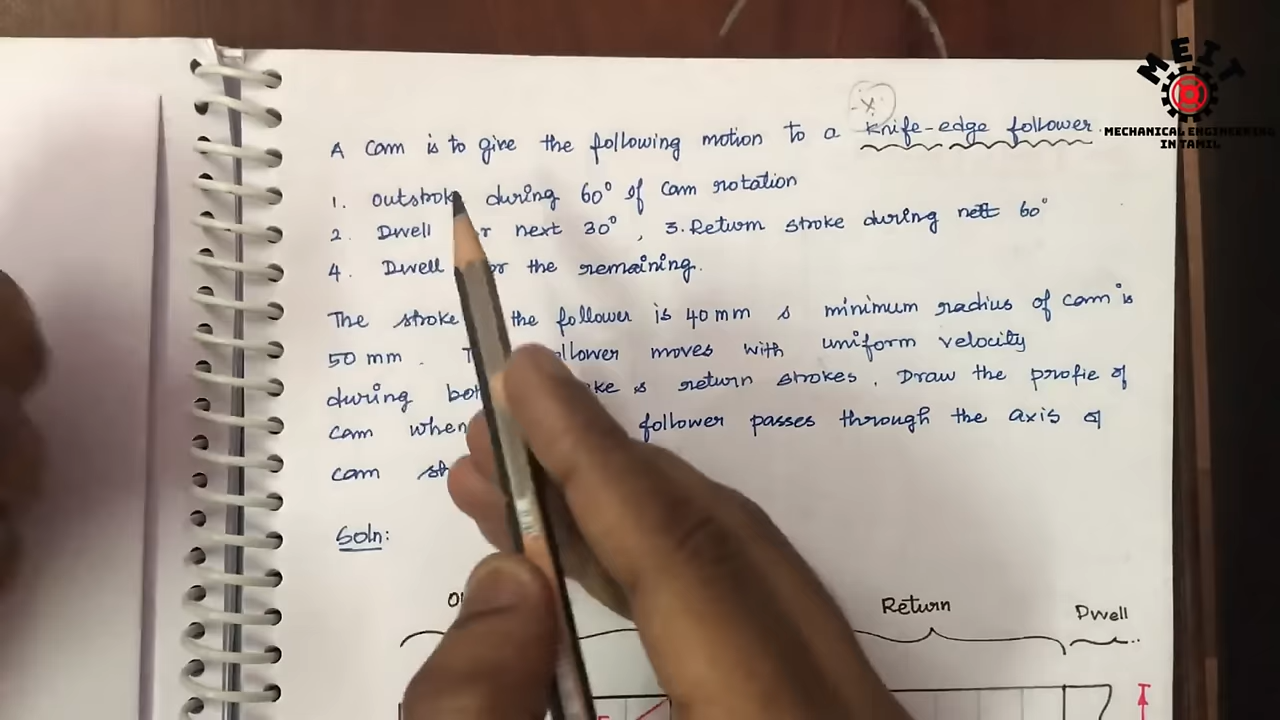 MEIT
MECHANICAL ENGINEERING
IN TAMIL
x
A cam is to give the following motion to a knife-edge follower.
1. Outstroke during 60° of cam rotation
2. Dwell next 30°, 3. Return stroke during nett 60°
4. Dwell the remaining.
The stroke the follower is 40 mm & minimum radius of cam is
50 mm. follower moves with uniform velocity
during & return strokes. Draw the profie of
cam when follower passes through the axis of
cam
Soln:
Return
Dwell